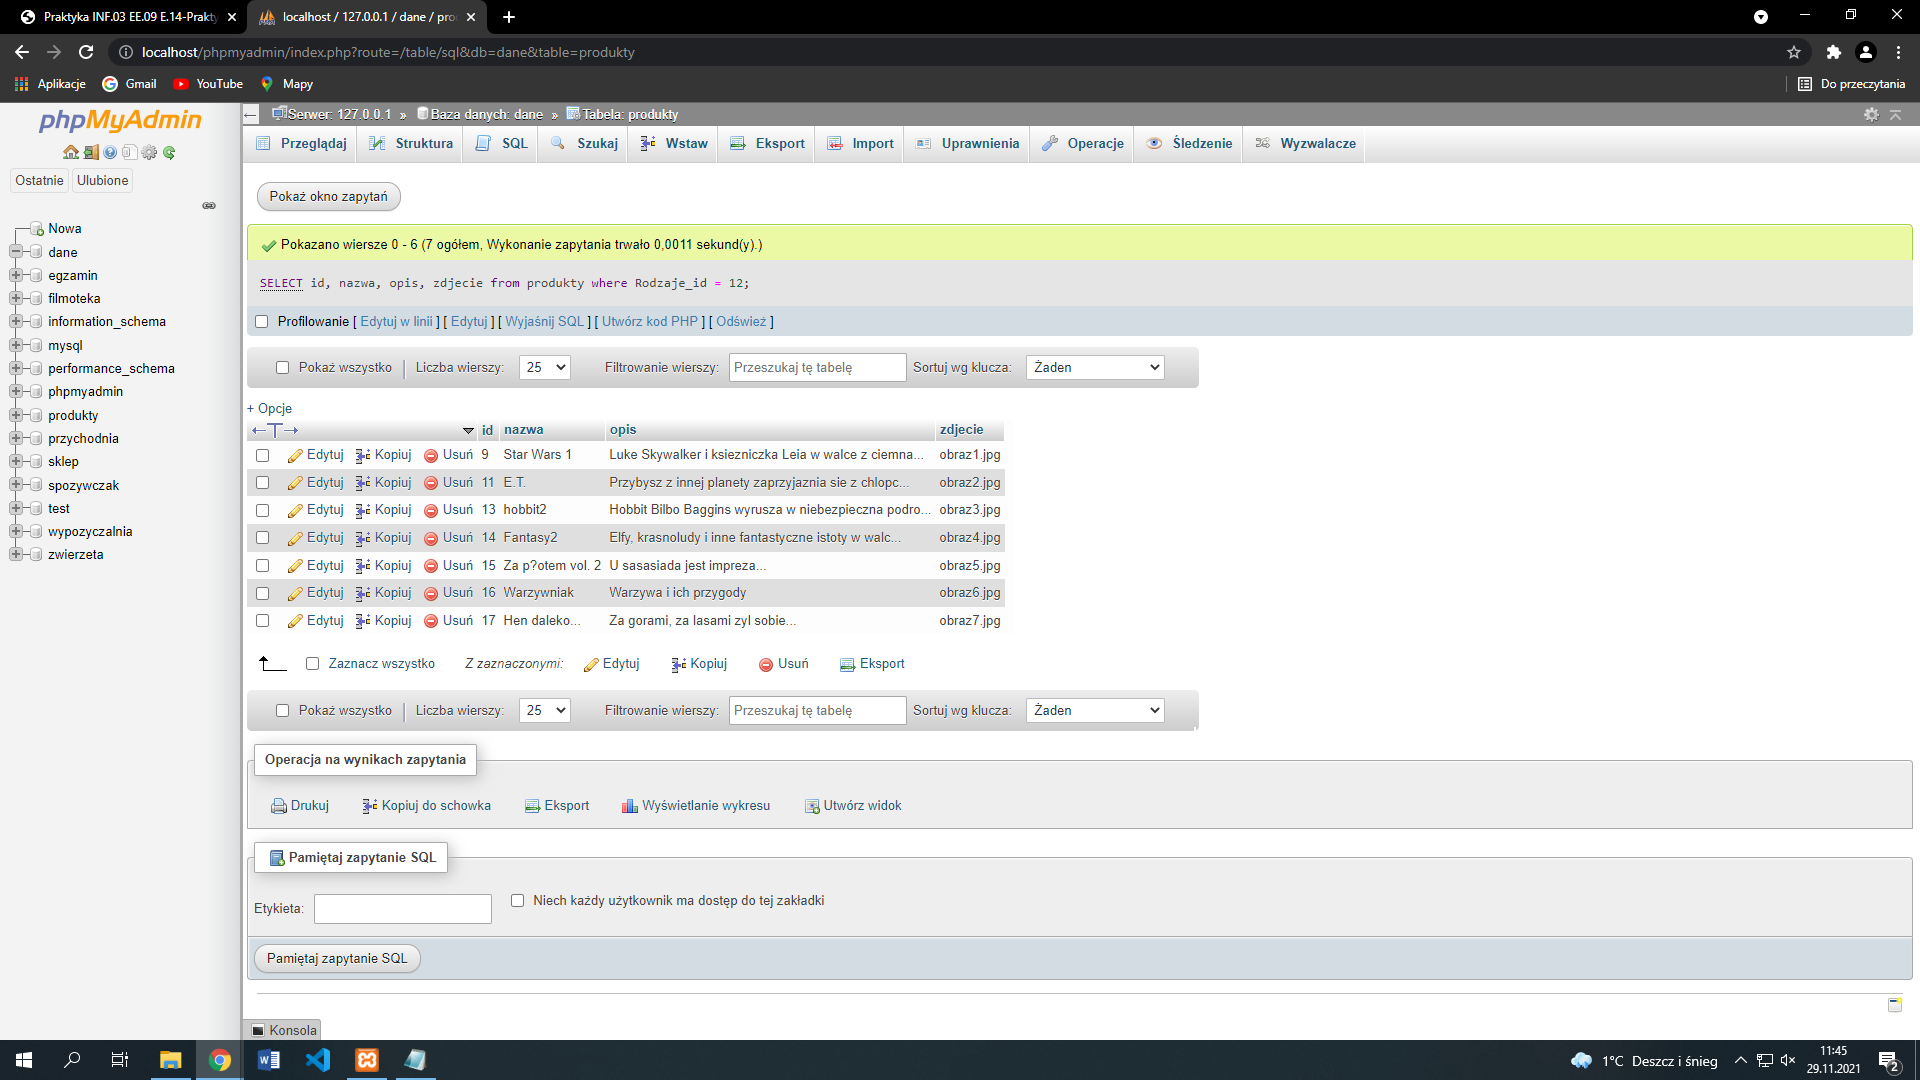 Praktyka INF.03 EE.09 E.14-Prakty
localhost / 127.0.0.1 / dane / pro
localhost/phpmyadmin/index.php?route=/table/sql&db=dane&table=produkty
Aplikacje Gmail YouTube Mapy Do przeczytania
phpMyAdmin
Serwer: 127.0.0.1 » Baza danych: dane » Tabela: produkty
Przeglądaj Struktura SQL Szukaj Wstaw Eksport Import Uprawnienia Operacje Śledzenie Wyzwalacze
Ostatnie Ulubione
Nowa
dane
egzamin
filmoteka
information_schema
mysql
performance_schema
phpmyadmin
produkty
przychodnia
sklep
spozywczak
test
wypozyczalnia
zwierzeta
Pokaż okno zapytań
Pokazano wiersze 0 - 6 (7 ogółem, Wykonanie zapytania trwało 0,0011 sekund(y).)
SELECT id, nazwa, opis, zdjecie from produkty where Rodzaje_id = 12;
Profilowanie [ Edytuj w linii ] [ Edytuj ] [ Wyjaśnij SQL ] [ Utwórz kod PHP ] [ Odśwież ]
Pokaż wszystko | Liczba wierszy: 25 Filtrowanie wierszy: Przeszukaj tę tabelę Sortuj wg klucza: Żaden
+ Opcje
←T→ id nazwa opis zdjecie
Edytuj Kopiuj Usuń 9 Star Wars 1 Luke Skywalker i ksiezniczka Leia w walce z ciemna... obraz1.jpg
Edytuj Kopiuj Usuń 11 E.T. Przybysz z innej planety zaprzyjaznia sie z chlopc... obraz2.jpg
Edytuj Kopiuj Usuń 13 hobbit2 Hobbit Bilbo Baggins wyrusza w niebezpieczna podro... obraz3.jpg
Edytuj Kopiuj Usuń 14 Fantasy2 Elfy, krasnoludy i inne fantastyczne istoty w walc... obraz4.jpg
Edytuj Kopiuj Usuń 15 Za p?otem vol. 2 U sasasiada jest impreza... obraz5.jpg
Edytuj Kopiuj Usuń 16 Warzywniak Warzywa i ich przygody obraz6.jpg
Edytuj Kopiuj Usuń 17 Hen daleko... Za gorami, za lasami zyl sobie... obraz7.jpg
Zaznacz wszystko Z zaznaczonymi: Edytuj Kopiuj Usuń Eksport
Pokaż wszystko | Liczba wierszy: 25 Filtrowanie wierszy: Przeszukaj tę tabelę Sortuj wg klucza: Żaden
Operacja na wynikach zapytania
Drukuj Kopiuj do schowka Eksport Wyświetlanie wykresu Utwórz widok
Pamiętaj zapytanie SQL
Etykieta: Niech każdy użytkownik ma dostęp do tej zakładki
Pamiętaj zapytanie SQL
Konsola
1°C Deszcz i śnieg
11:45
29.11.2021
2